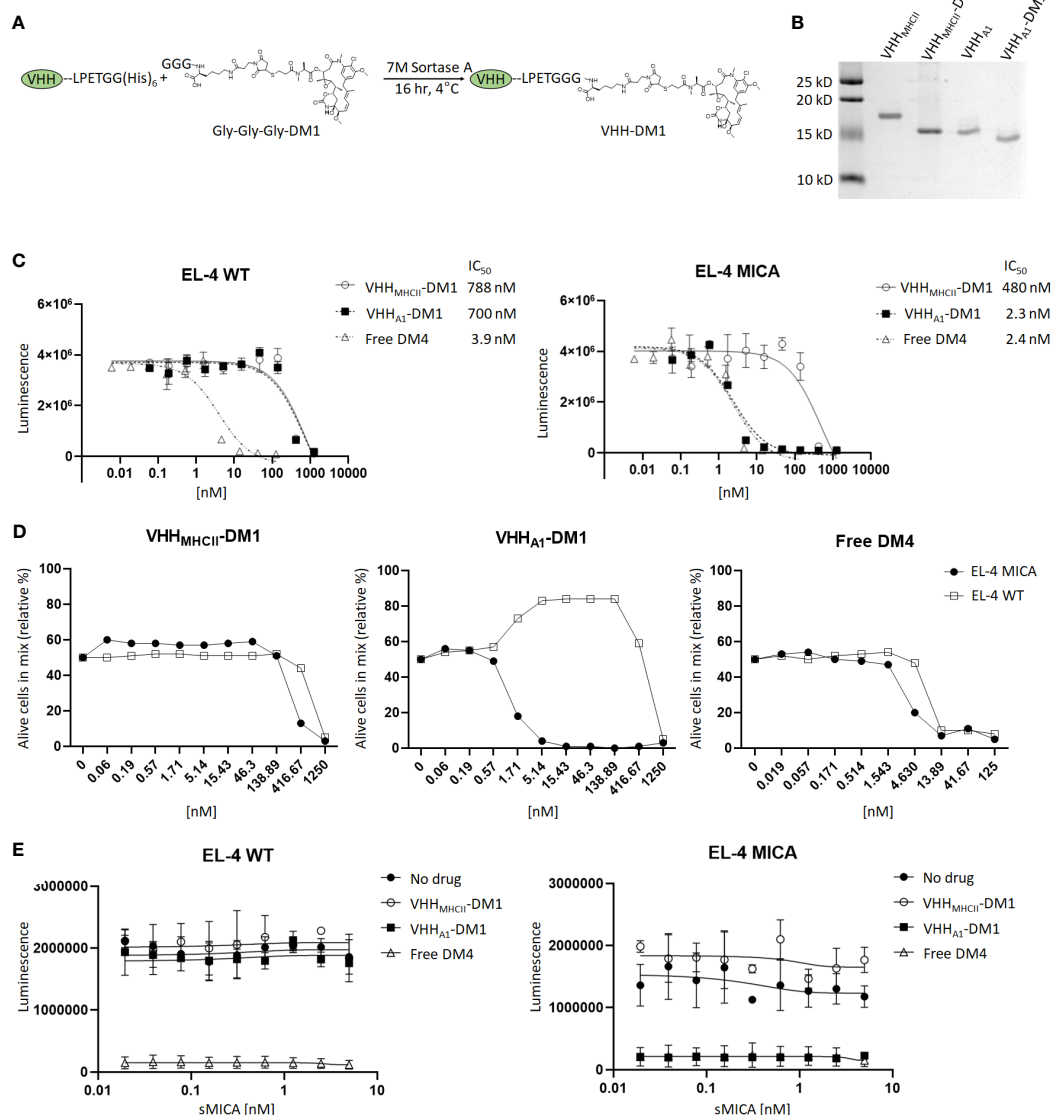 A
B
GGG
VHH --LPETGG(His)6 +
7M Sortase A
16 hr, 4°C
VHH --LPETGGG
Gly-Gly-Gly-DM1
VHH-DM1
VHHMHCII
VHHA1
25 kD
20 kD
15 kD
10 kD
C
EL-4 WT
IC50
VHHMHCII-DM1 788 nM
VHHA1-DM1 700 nM
Free DM4 3.9 nM
Luminescence
6×10^6
4×10^6
2×10^6
0
0.01 0.1 1 10 100 1000 10000
[nM]
EL-4 MICA
IC50
VHHMHCII-DM1 480 nM
VHHA1-DM1 2.3 nM
Free DM4 2.4 nM
Luminescence
6×10^6
4×10^6
2×10^6
0
0.01 0.1 1 10 100 1000 10000
[nM]
D
VHHMHCII-DM1
Alive cells in mix (relative %)
100
80
60
40
20
0
0 0.06 0.19 0.57 1.71 5.14 15.43 46.3 138.89 416.67 1250
[nM]
VHHA1-DM1
Alive cells in mix (relative %)
100
80
60
40
20
0
0 0.06 0.19 0.57 1.71 5.14 15.43 46.3 138.89 416.67 1250
[nM]
Free DM4
EL-4 MICA
EL-4 WT
Alive cells in mix (relative %)
100
80
60
40
20
0
0 0.019 0.057 0.171 0.514 1.543 4.630 13.89 41.67 125
[nM]
E
EL-4 WT
No drug
VHHMHCII-DM1
VHHA1-DM1
Free DM4
Luminescence
3000000
2000000
1000000
0
0.01 0.1 1 10
sMICA [nM]
EL-4 MICA
No drug
VHHMHCII-DM1
VHHA1-DM1
Free DM4
Luminescence
3000000
2000000
1000000
0
0.01 0.1 1 10
sMICA [nM]